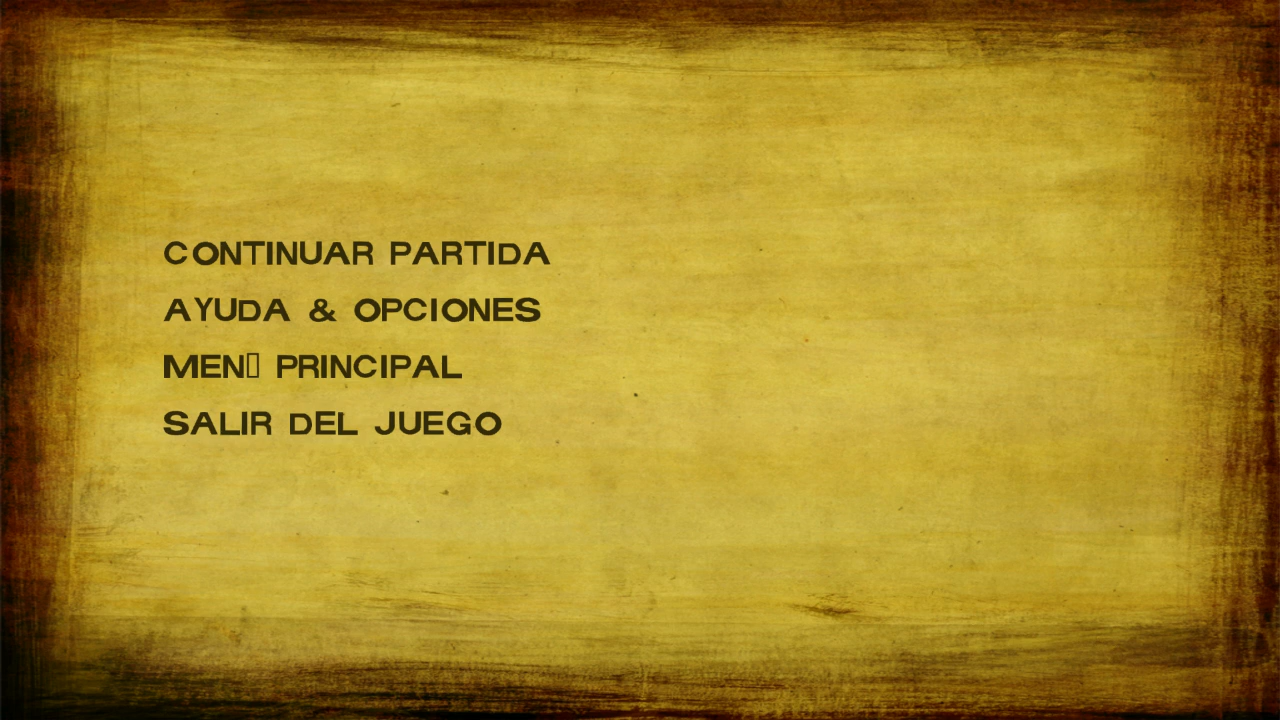 CONTINUAR PARTIDA
AYUDA & OPCIONES
MEN▯ PRINCIPAL
SALIR DEL JUEGO